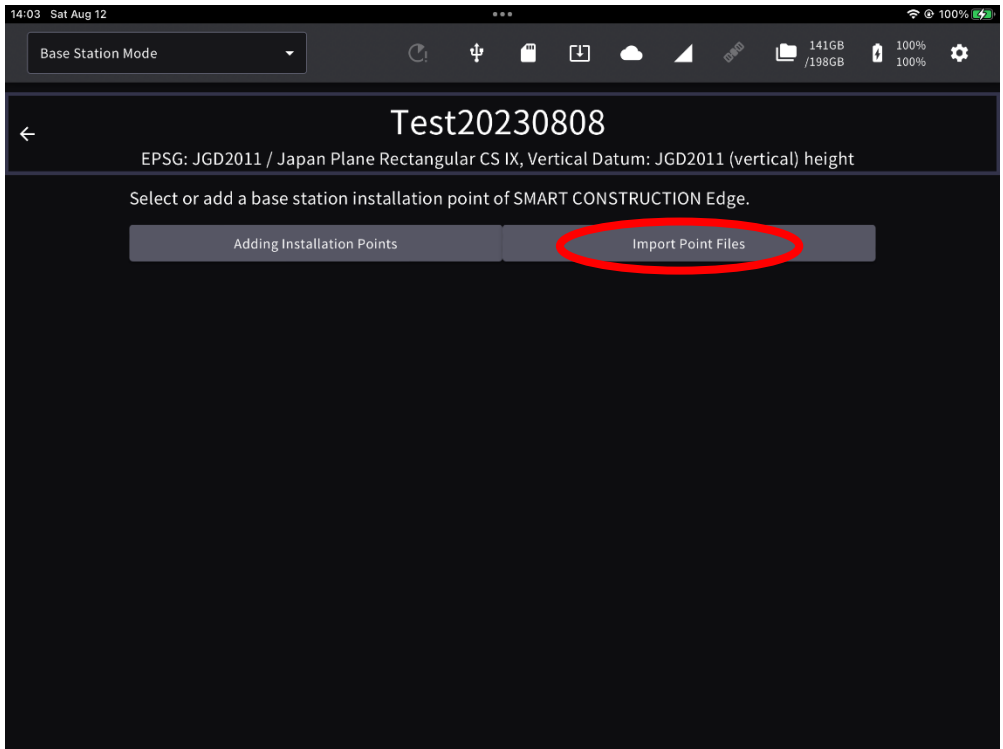 14:03 Sat Aug 12
100%
Base Station Mode
141GB
/198GB
100%
100%
Test20230808
EPSG: JGD2011 / Japan Plane Rectangular CS IX, Vertical Datum: JGD2011 (vertical) height
Select or add a base station installation point of SMART CONSTRUCTION Edge.
Adding Installation Points
Import Point Files